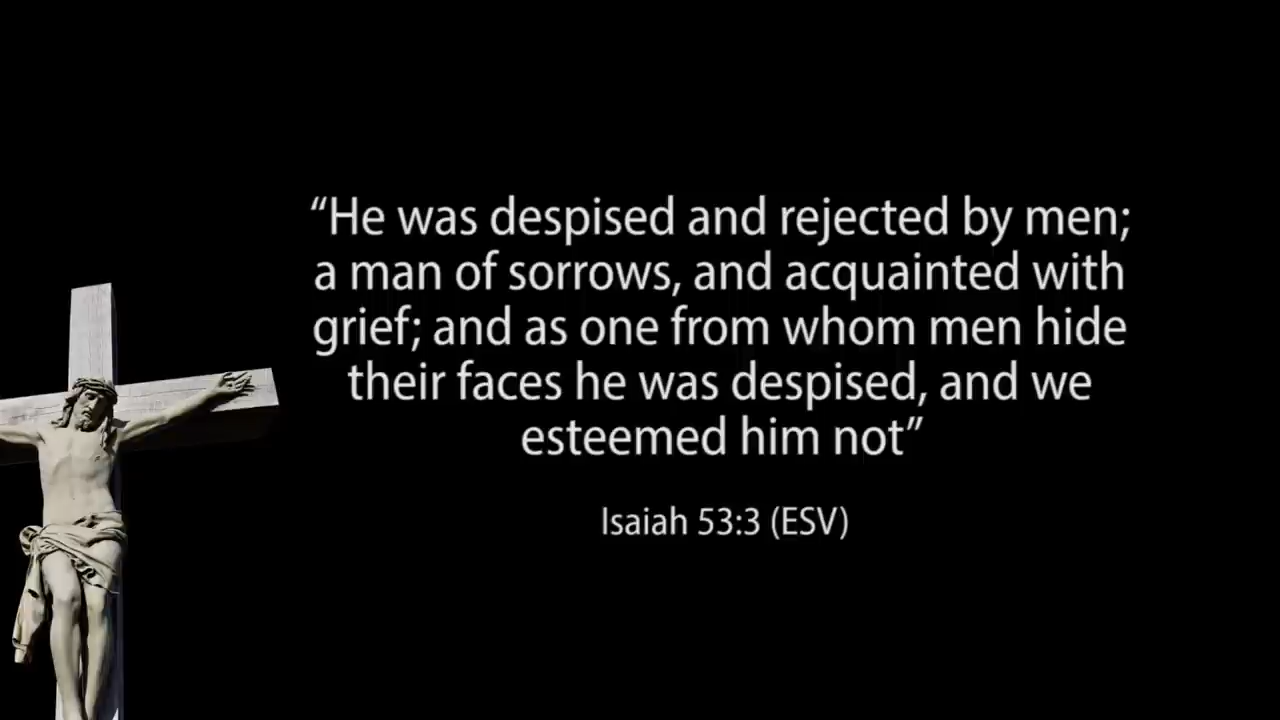 “He was despised and rejected by men;
a man of sorrows, and acquainted with
grief; and as one from whom men hide
their faces he was despised, and we
esteemed him not”
Isaiah 53:3 (ESV)